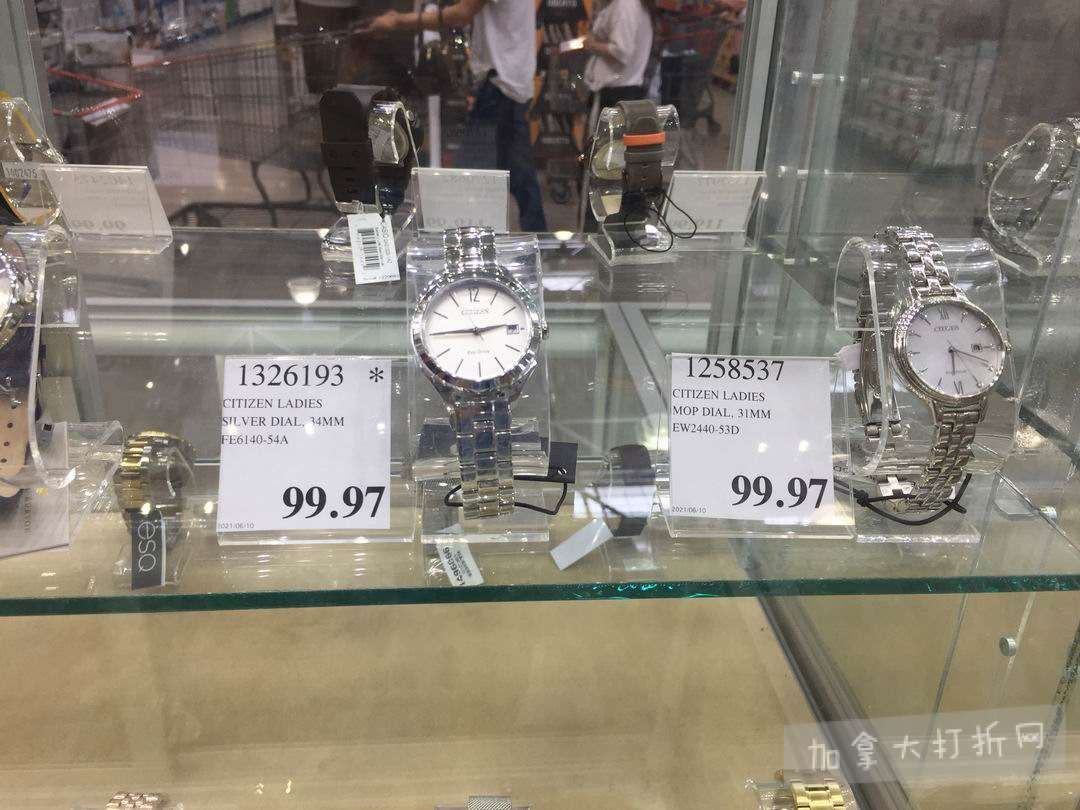 1326193 *
CITIZEN LADIES
SILVER DIAL, 34MM
FE6140-54A
99.97
2021/06/10
CITIZEN
Eco-Drive
1258537
CITIZEN LADIES
MOP DIAL, 31MM
EW2440-53D
99.97
2021/06/10
CITIZEN
esq
加拿大打折网